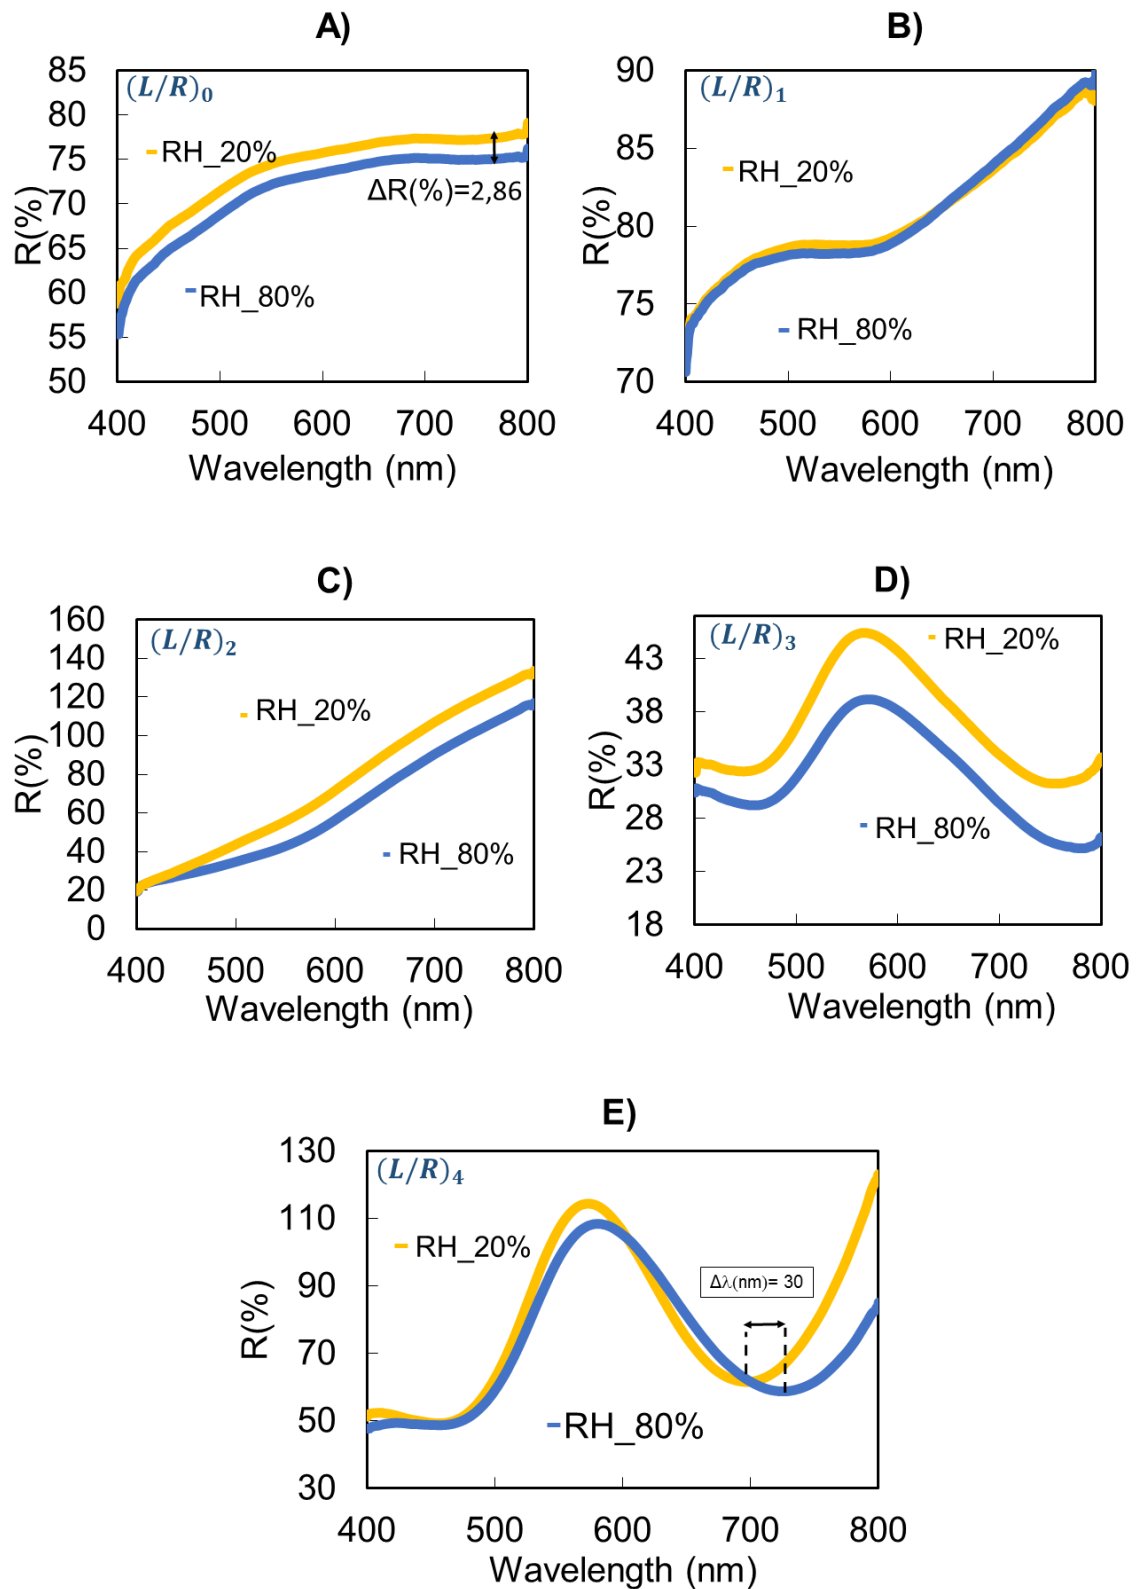 A)
(L/R)0
R(%)
85
80
75
70
65
60
55
50
RH_20%
ΔR(%)=2,86
RH_80%
400 500 600 700 800
Wavelength (nm)
B)
(L/R)1
R(%)
90
85
80
75
70
RH_20%
RH_80%
400 500 600 700 800
Wavelength (nm)
C)
(L/R)2
R(%)
160
140
120
100
80
60
40
20
0
RH_20%
RH_80%
400 500 600 700 800
Wavelength (nm)
D)
(L/R)3
R(%)
43
38
33
28
23
18
RH_20%
RH_80%
400 500 600 700 800
Wavelength (nm)
E)
(L/R)4
R(%)
130
110
90
70
50
30
RH_20%
Δλ(nm)= 30
RH_80%
400 500 600 700 800
Wavelength (nm)